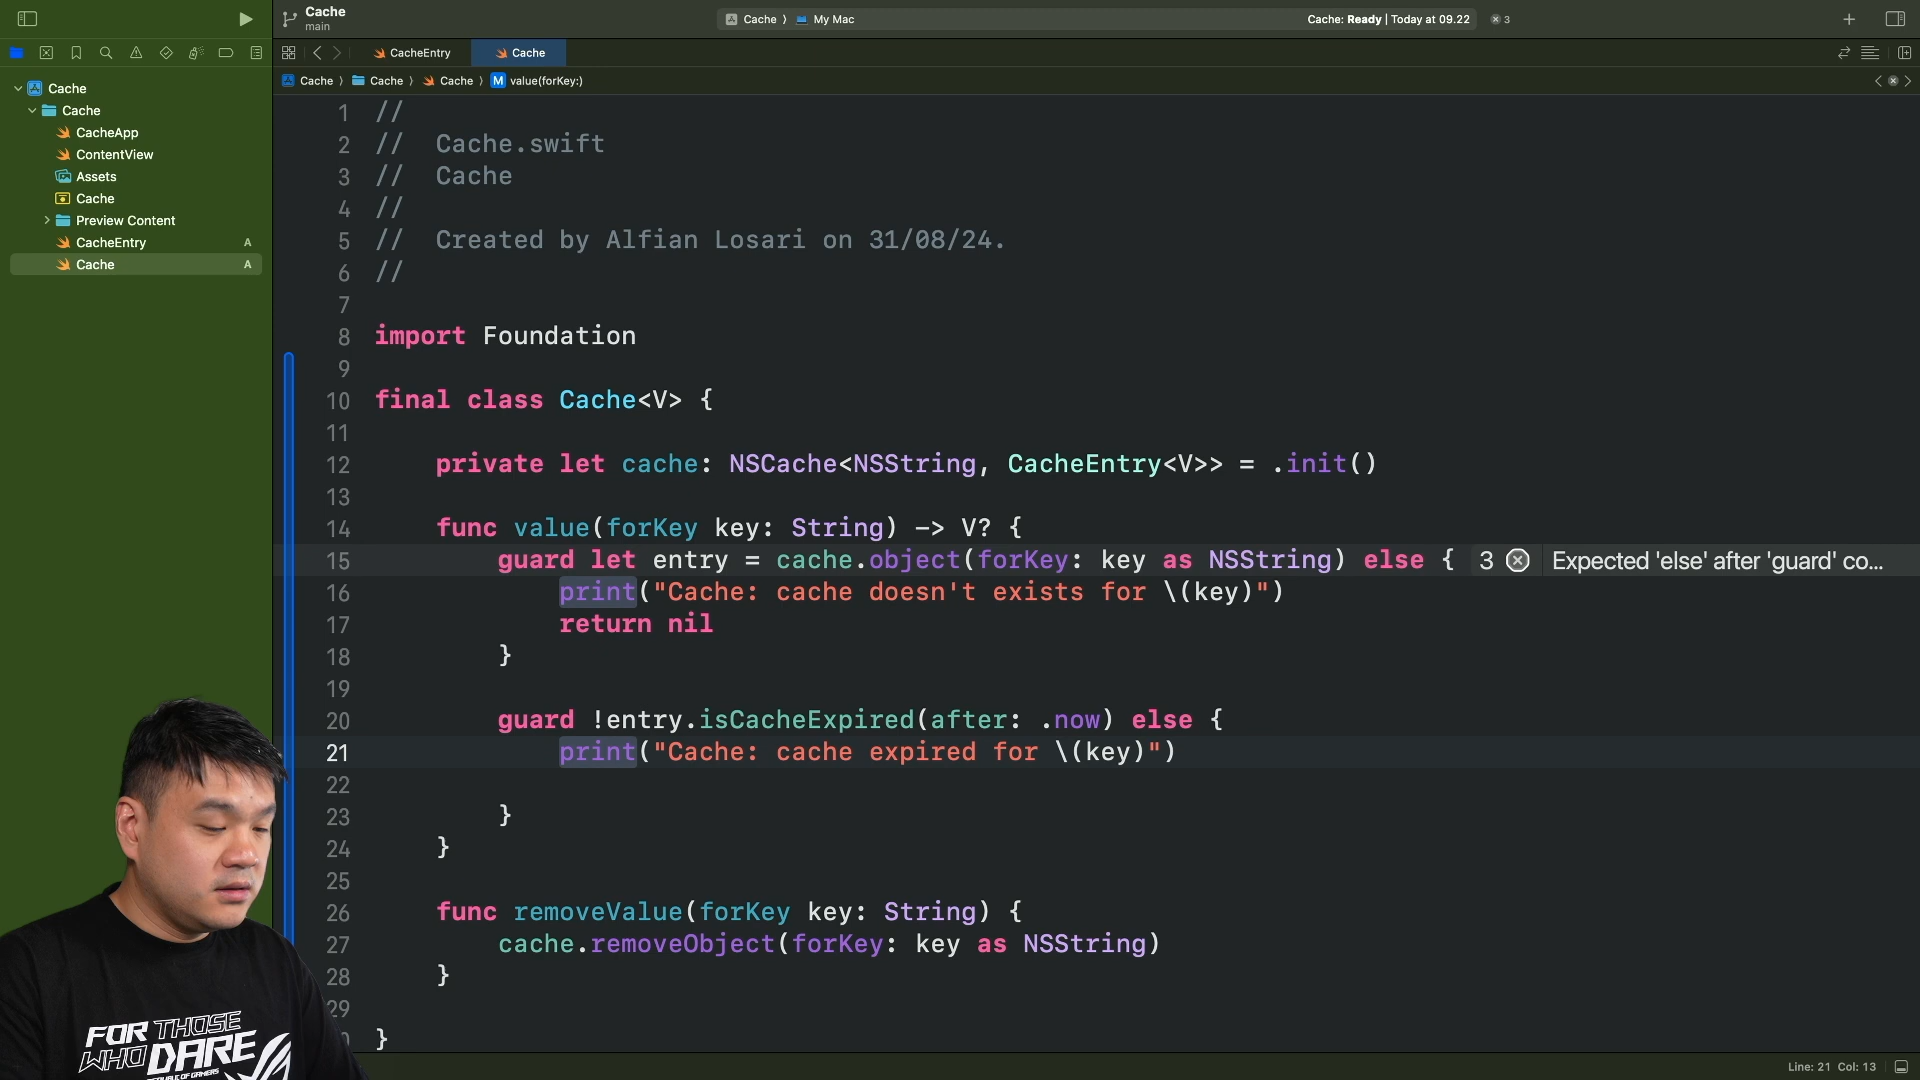 Cache
main
Cache 〉 My Mac
Cache: Ready | Today at 09.22
3
CacheEntry
Cache
Cache 〉 Cache 〉 Cache 〉 M value(forKey:)
Cache
Cache
CacheApp
ContentView
Assets
Cache
Preview Content
CacheEntry A
Cache A
1 //
2 // Cache.swift
3 // Cache
4 //
5 // Created by Alfian Losari on 31/08/24.
6 //
7
8 import Foundation
9
10 final class Cache<V> {
11
12 private let cache: NSCache<NSString, CacheEntry<V>> = .init()
13
14 func value(forKey key: String) -> V? {
15 guard let entry = cache.object(forKey: key as NSString) else { 3 Expected 'else' after 'guard' co...
16 print("Cache: cache doesn't exists for \(key)")
17 return nil
18 }
19
20 guard !entry.isCacheExpired(after: .now) else {
21 print("Cache: cache expired for \(key)")
22
23 }
24 }
25
26 func removeValue(forKey key: String) {
27 cache.removeObject(forKey: key as NSString)
28 }
29
}
FOR THOSE
WHO DARE
REPUBLIC OF GAMERS
Line: 21 Col: 13